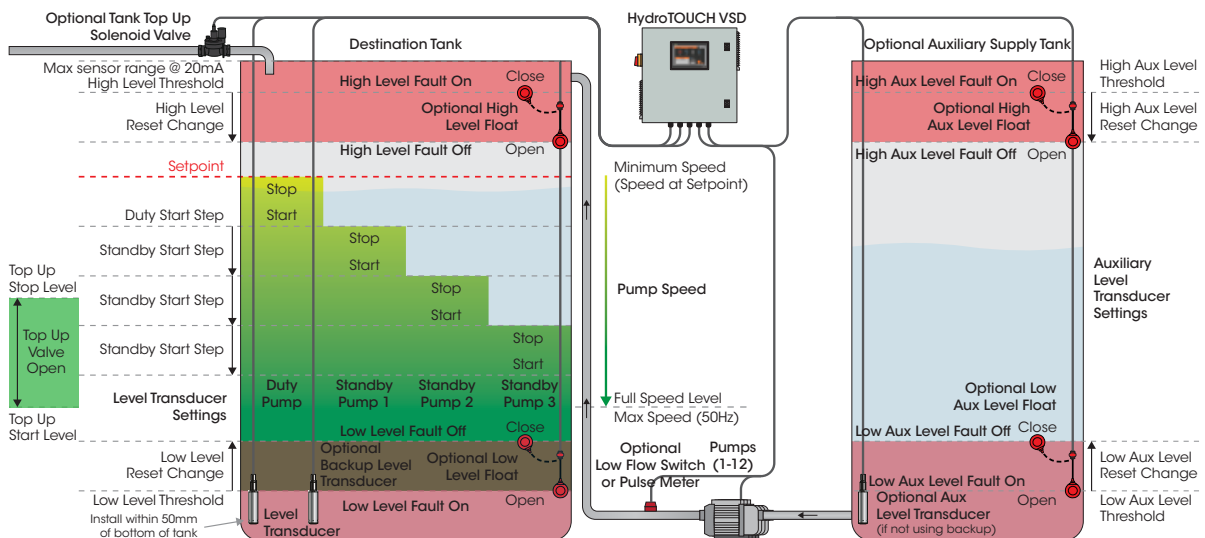 Optional Tank Top Up
Solenoid Valve
Max sensor range @ 20mA
High Level Threshold
High Level
Reset Change
Setpoint
Duty Start Step
Standby Start Step
Standby Start Step
Standby Start Step
Top Up
Stop Level
Top Up
Valve
Open
Top Up
Start Level
Level Transducer
Settings
Low Level
Reset Change
Low Level Threshold
Install within 50mm
of bottom of tank
Destination Tank
High Level Fault On
Close
Optional High
Level Float
High Level Fault Off
Open
Stop
Start
Stop
Start
Stop
Start
Stop
Start
Duty
Pump
Standby
Pump 1
Standby
Pump 2
Standby
Pump 3
Low Level Fault Off
Close
Optional
Backup Level
Transducer
Optional Low
Level Float
Low Level Fault On
Open
Level
Transducer
HydroTOUCH VSD
Minimum Speed
(Speed at Setpoint)
Pump Speed
Full Speed Level
Max Speed (50Hz)
Optional
Low Flow Switch
or Pulse Meter
Pumps
(1-12)
Optional Auxiliary Supply Tank
High Aux Level Fault On
Close
Optional High
Aux Level Float
High Aux Level Fault Off
Open
Optional Low
Aux Level Float
Low Aux Level Fault Off
Close
Low Aux Level Fault On
Open
Optional Aux
Level Transducer
(if not using backup)
High Aux Level
Threshold
High Aux Level
Reset Change
Auxiliary
Level
Transducer
Settings
Low Aux Level
Reset Change
Low Aux Level
Threshold